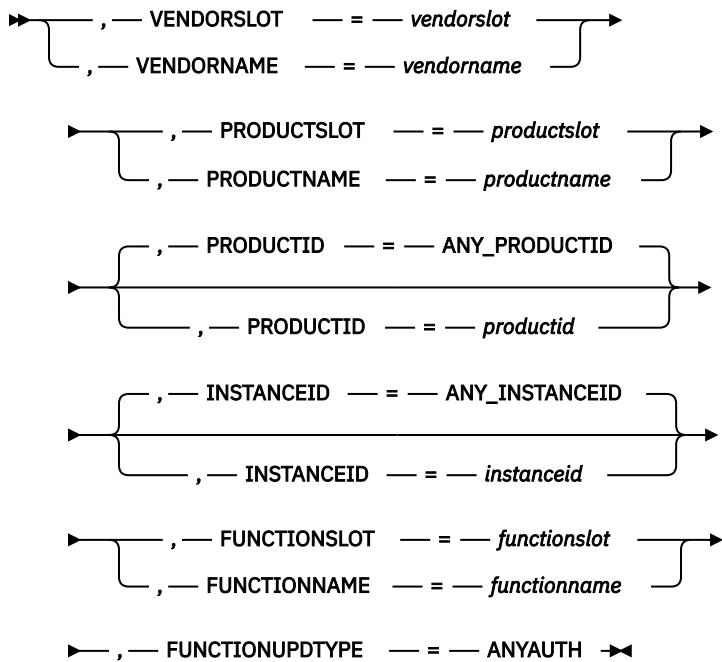 , VENDORSLOT = vendorslot
, VENDORNAME = vendorname
, PRODUCTSLOT = productslot
, PRODUCTNAME = productname
, PRODUCTID = ANY_PRODUCTID
, PRODUCTID = productid
, INSTANCEID = ANY_INSTANCEID
, INSTANCEID = instanceid
, FUNCTIONSLOT = functionslot
, FUNCTIONNAME = functionname
, FUNCTIONUPDTYPE = ANYAUTH